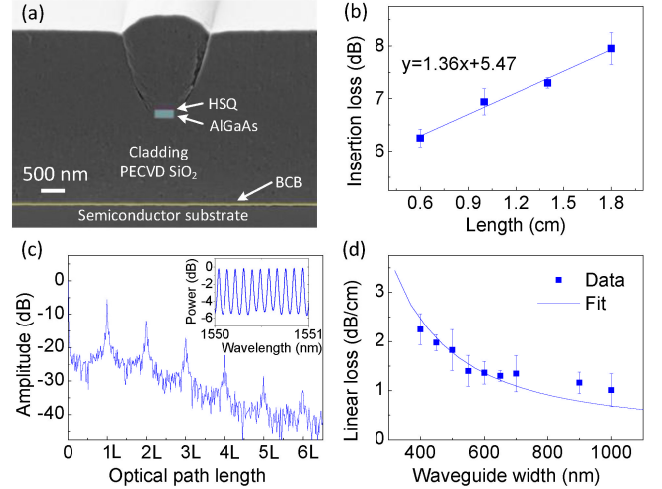 (a)
HSQ
AlGaAs
Cladding
PECVD SiO₂
500 nm
BCB
Semiconductor substrate
(b)
y=1.36x+5.47
Insertion loss (dB)
8
7
6
0.6 0.9 1.2 1.5 1.8
Length (cm)
(c)
Amplitude (dB)
0
-10
-20
-30
-40
0 1L 2L 3L 4L 5L 6L
Optical path length
Power (dB)
0
-2
-4
-6
1550 1551
Wavelength (nm)
(d)
Data
Fit
Linear loss (dB/cm)
3
2
1
0
400 600 800 1000
Waveguide width (nm)